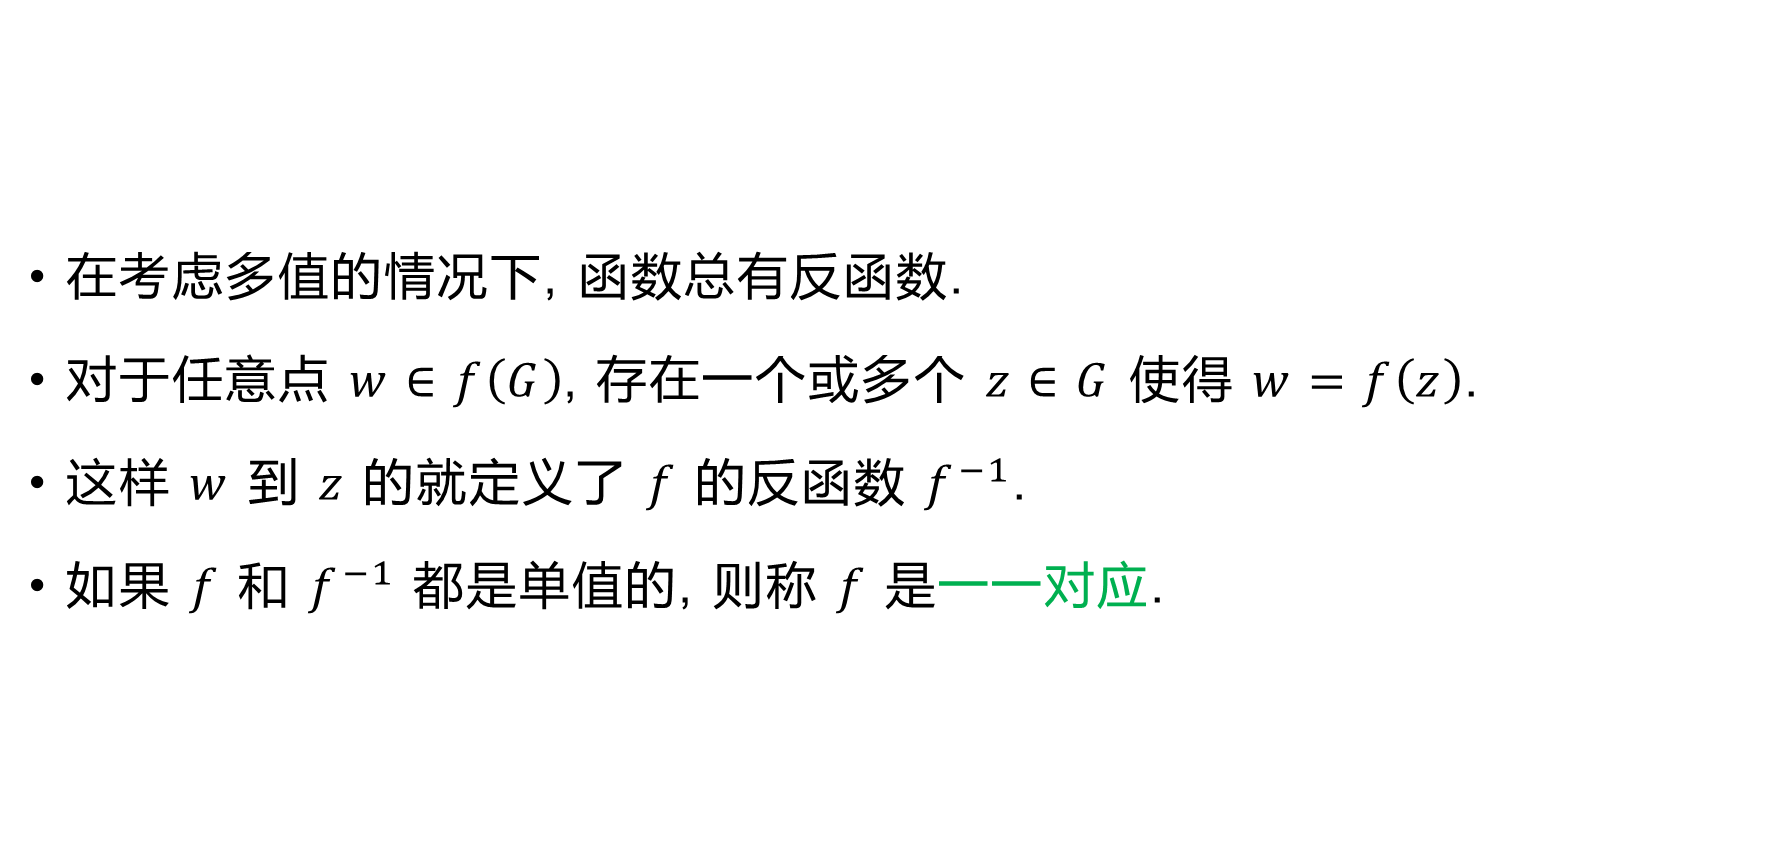 • 在考虑多值的情况下, 函数总有反函数.
• 对于任意点 w ∈ f(G), 存在一个或多个 z ∈ G 使得 w = f(z).
• 这样 w 到 z 的就定义了 f 的反函数 f⁻¹.
• 如果 f 和 f⁻¹ 都是单值的, 则称 f 是一一对应.